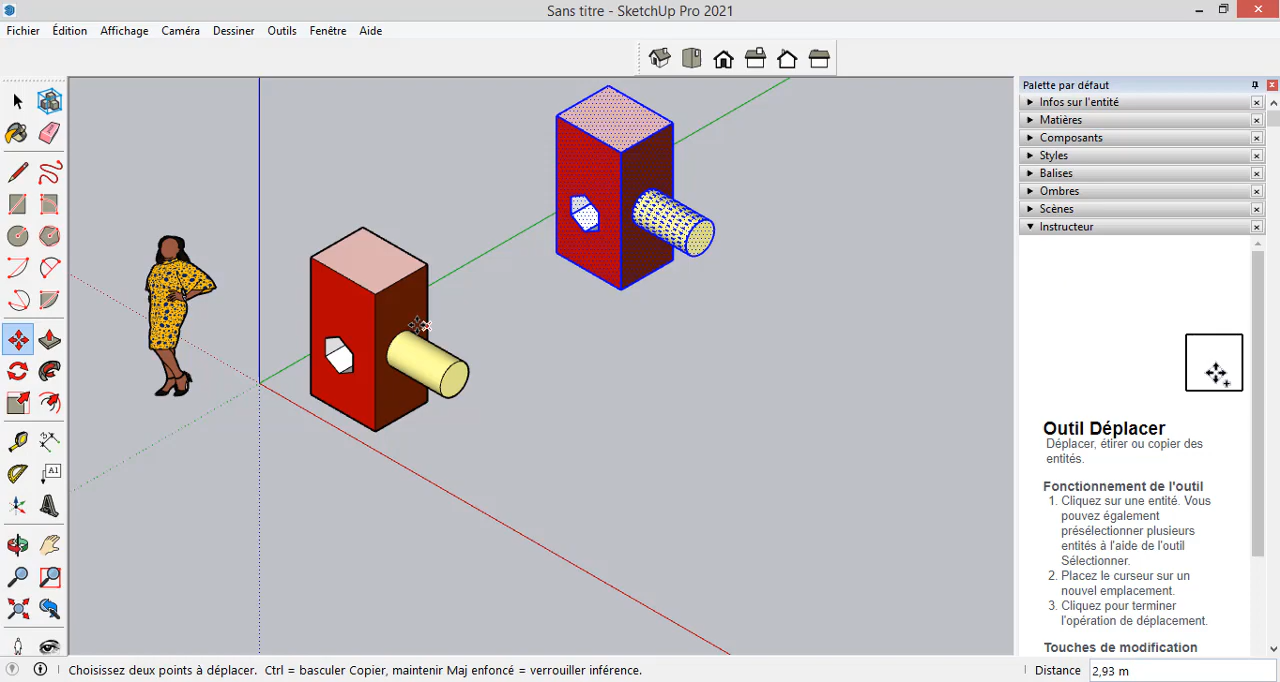 Sans titre - SketchUp Pro 2021
Fichier Édition Affichage Caméra Dessiner Outils Fenêtre Aide
Palette par défaut
Infos sur l'entité
Matières
Composants
Styles
Balises
Ombres
Scènes
Instructeur
A1
Outil Déplacer
Déplacer, étirer ou copier des
entités.
Fonctionnement de l'outil
1. Cliquez sur une entité. Vous
pouvez également
présélectionner plusieurs
entités à l'aide de l'outil
Sélectionner.
2. Placez le curseur sur un
nouvel emplacement.
3. Cliquez pour terminer
l'opération de déplacement.
Touches de modification
Choisissez deux points à déplacer. Ctrl = basculer Copier, maintenir Maj enfoncé = verrouiller inférence.
Distance 2,93 m